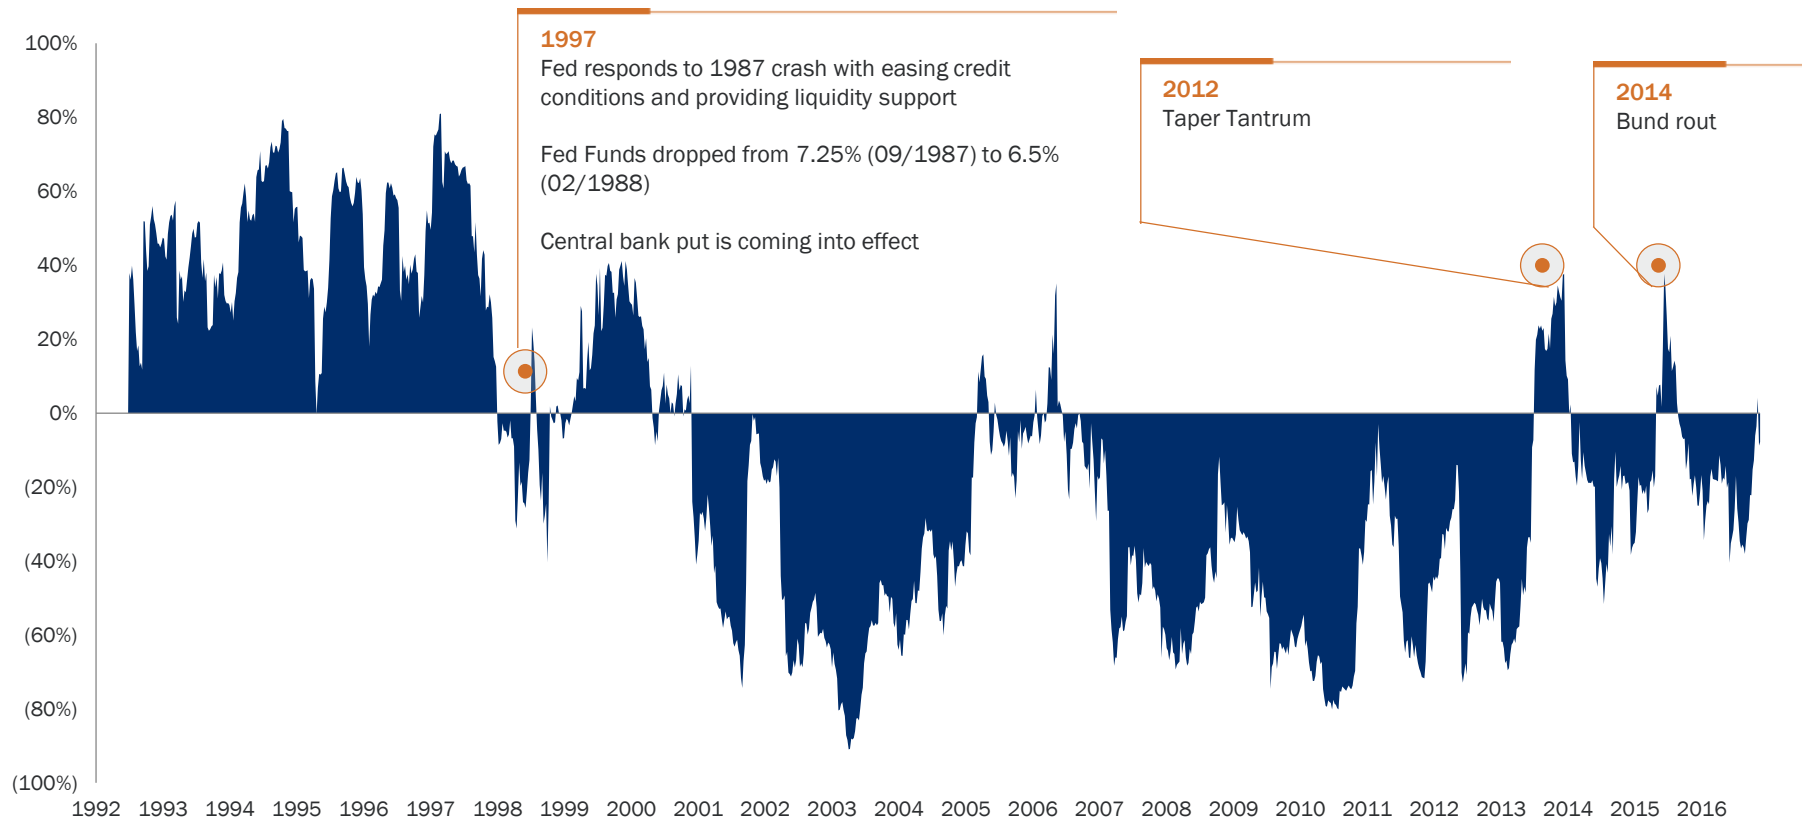 1997
Fed responds to 1987 crash with easing credit
conditions and providing liquidity support
Fed Funds dropped from 7.25% (09/1987) to 6.5%
(02/1988)
Central bank put is coming into effect
2012
Taper Tantrum
2014
Bund rout
100%
80%
60%
40%
20%
0%
(20%)
(40%)
(60%)
(80%)
(100%)
1992 1993 1994 1995 1996 1997 1998 1999 2000 2001 2002 2003 2004 2005 2006 2007 2008 2009 2010 2011 2012 2013 2014 2015 2016